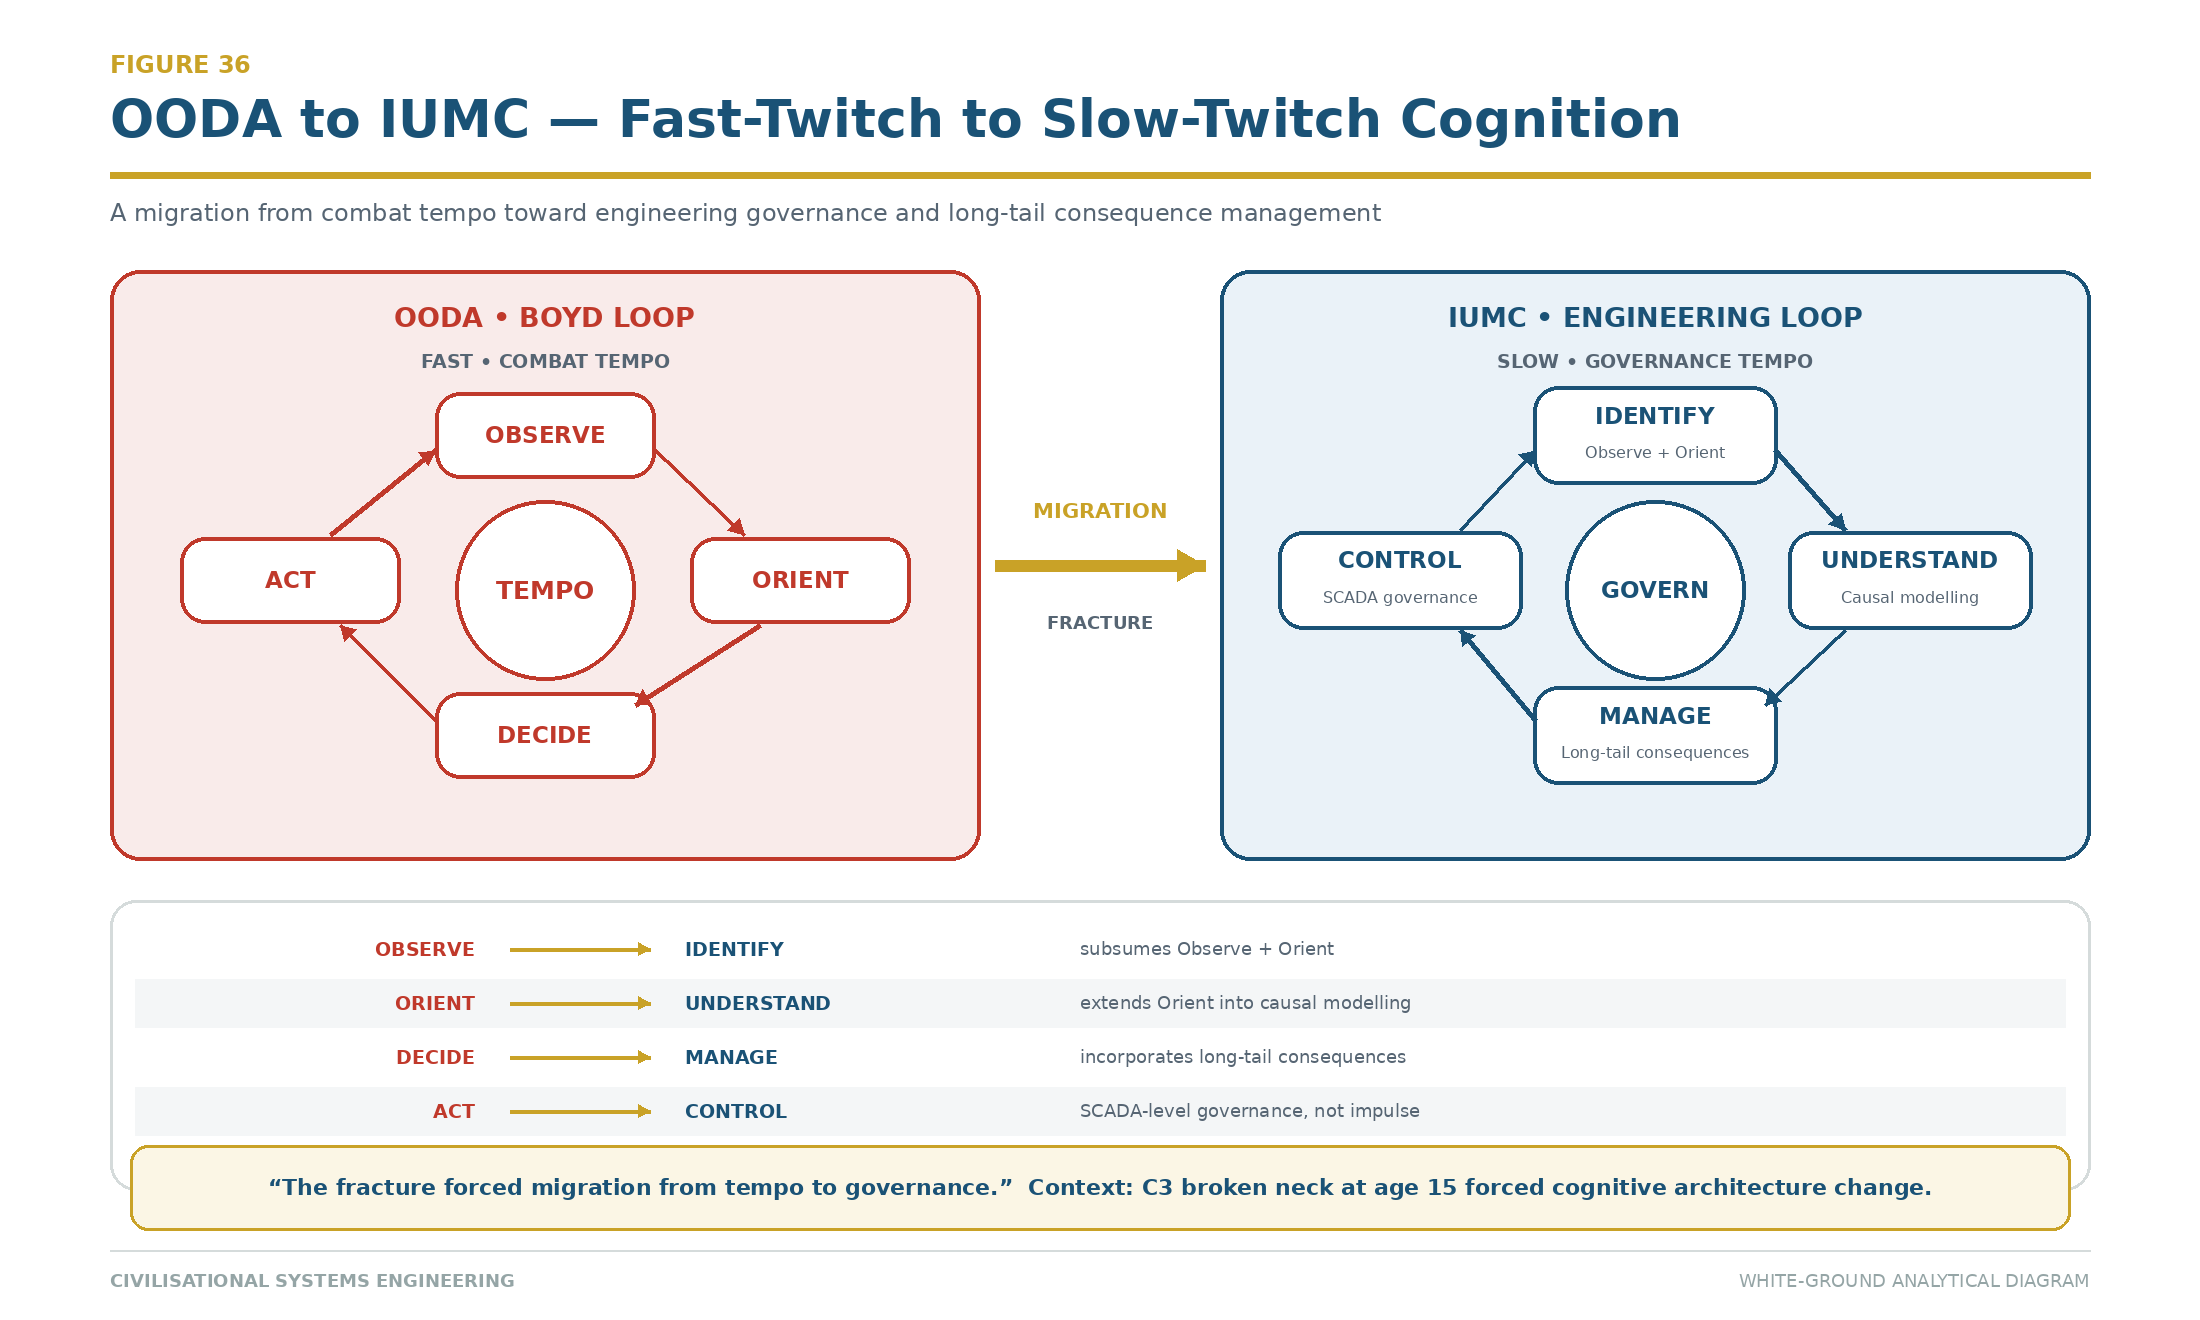 FIGURE 36
OODA to IUMC — Fast-Twitch to Slow-Twitch Cognition
A migration from combat tempo toward engineering governance and long-tail consequence management
OODA • BOYD LOOP
FAST • COMBAT TEMPO
OBSERVE
ACT
TEMPO
ORIENT
DECIDE
MIGRATION
FRACTURE
IUMC • ENGINEERING LOOP
SLOW • GOVERNANCE TEMPO
IDENTIFY
Observe + Orient
CONTROL
SCADA governance
GOVERN
UNDERSTAND
Causal modelling
MANAGE
Long-tail consequences
OBSERVE IDENTIFY subsumes Observe + Orient
ORIENT UNDERSTAND extends Orient into causal modelling
DECIDE MANAGE incorporates long-tail consequences
ACT CONTROL SCADA-level governance, not impulse
“The fracture forced migration from tempo to governance.” Context: C3 broken neck at age 15 forced cognitive architecture change.
CIVILISATIONAL SYSTEMS ENGINEERING
WHITE-GROUND ANALYTICAL DIAGRAM